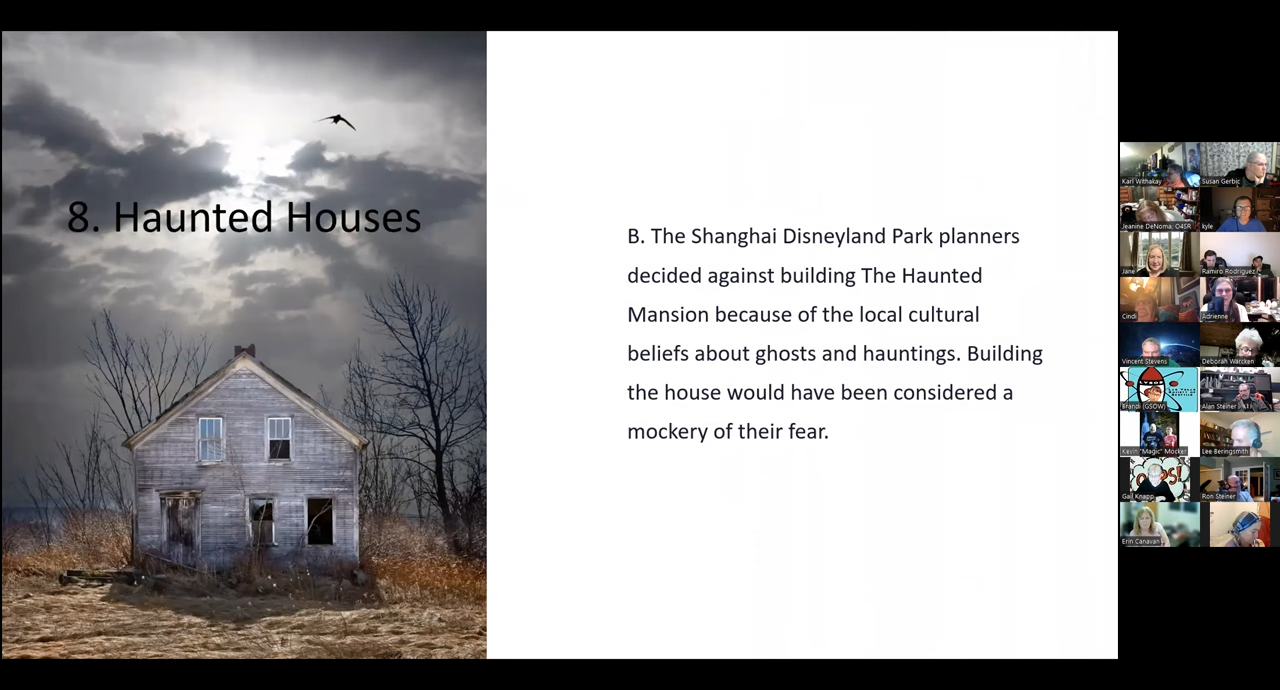 8. Haunted Houses
B. The Shanghai Disneyland Park planners
decided against building The Haunted
Mansion because of the local cultural
beliefs about ghosts and hauntings. Building
the house would have been considered a
mockery of their fear.
Karl Withakay
Susan Gerbic
Jeanine DeNoma, O4SR
kyle
Jane
Ramiro Rodriguez
Cindi
Adrienne
Vincent Stevens
Deborah Warcken
Brandi (GSOW)
Alan Steiner
Kevin "Magic" Mocker
Lee Beringsmith
Gail Knapp
Ron Steiner
Erin Canavan